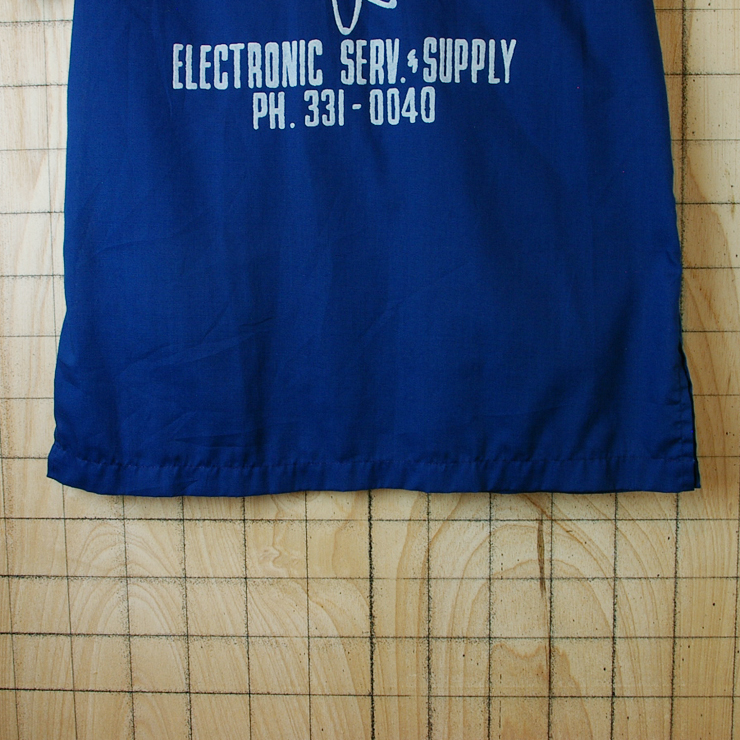 ELECTRONIC SERV. & SUPPLY
PH. 331-0040